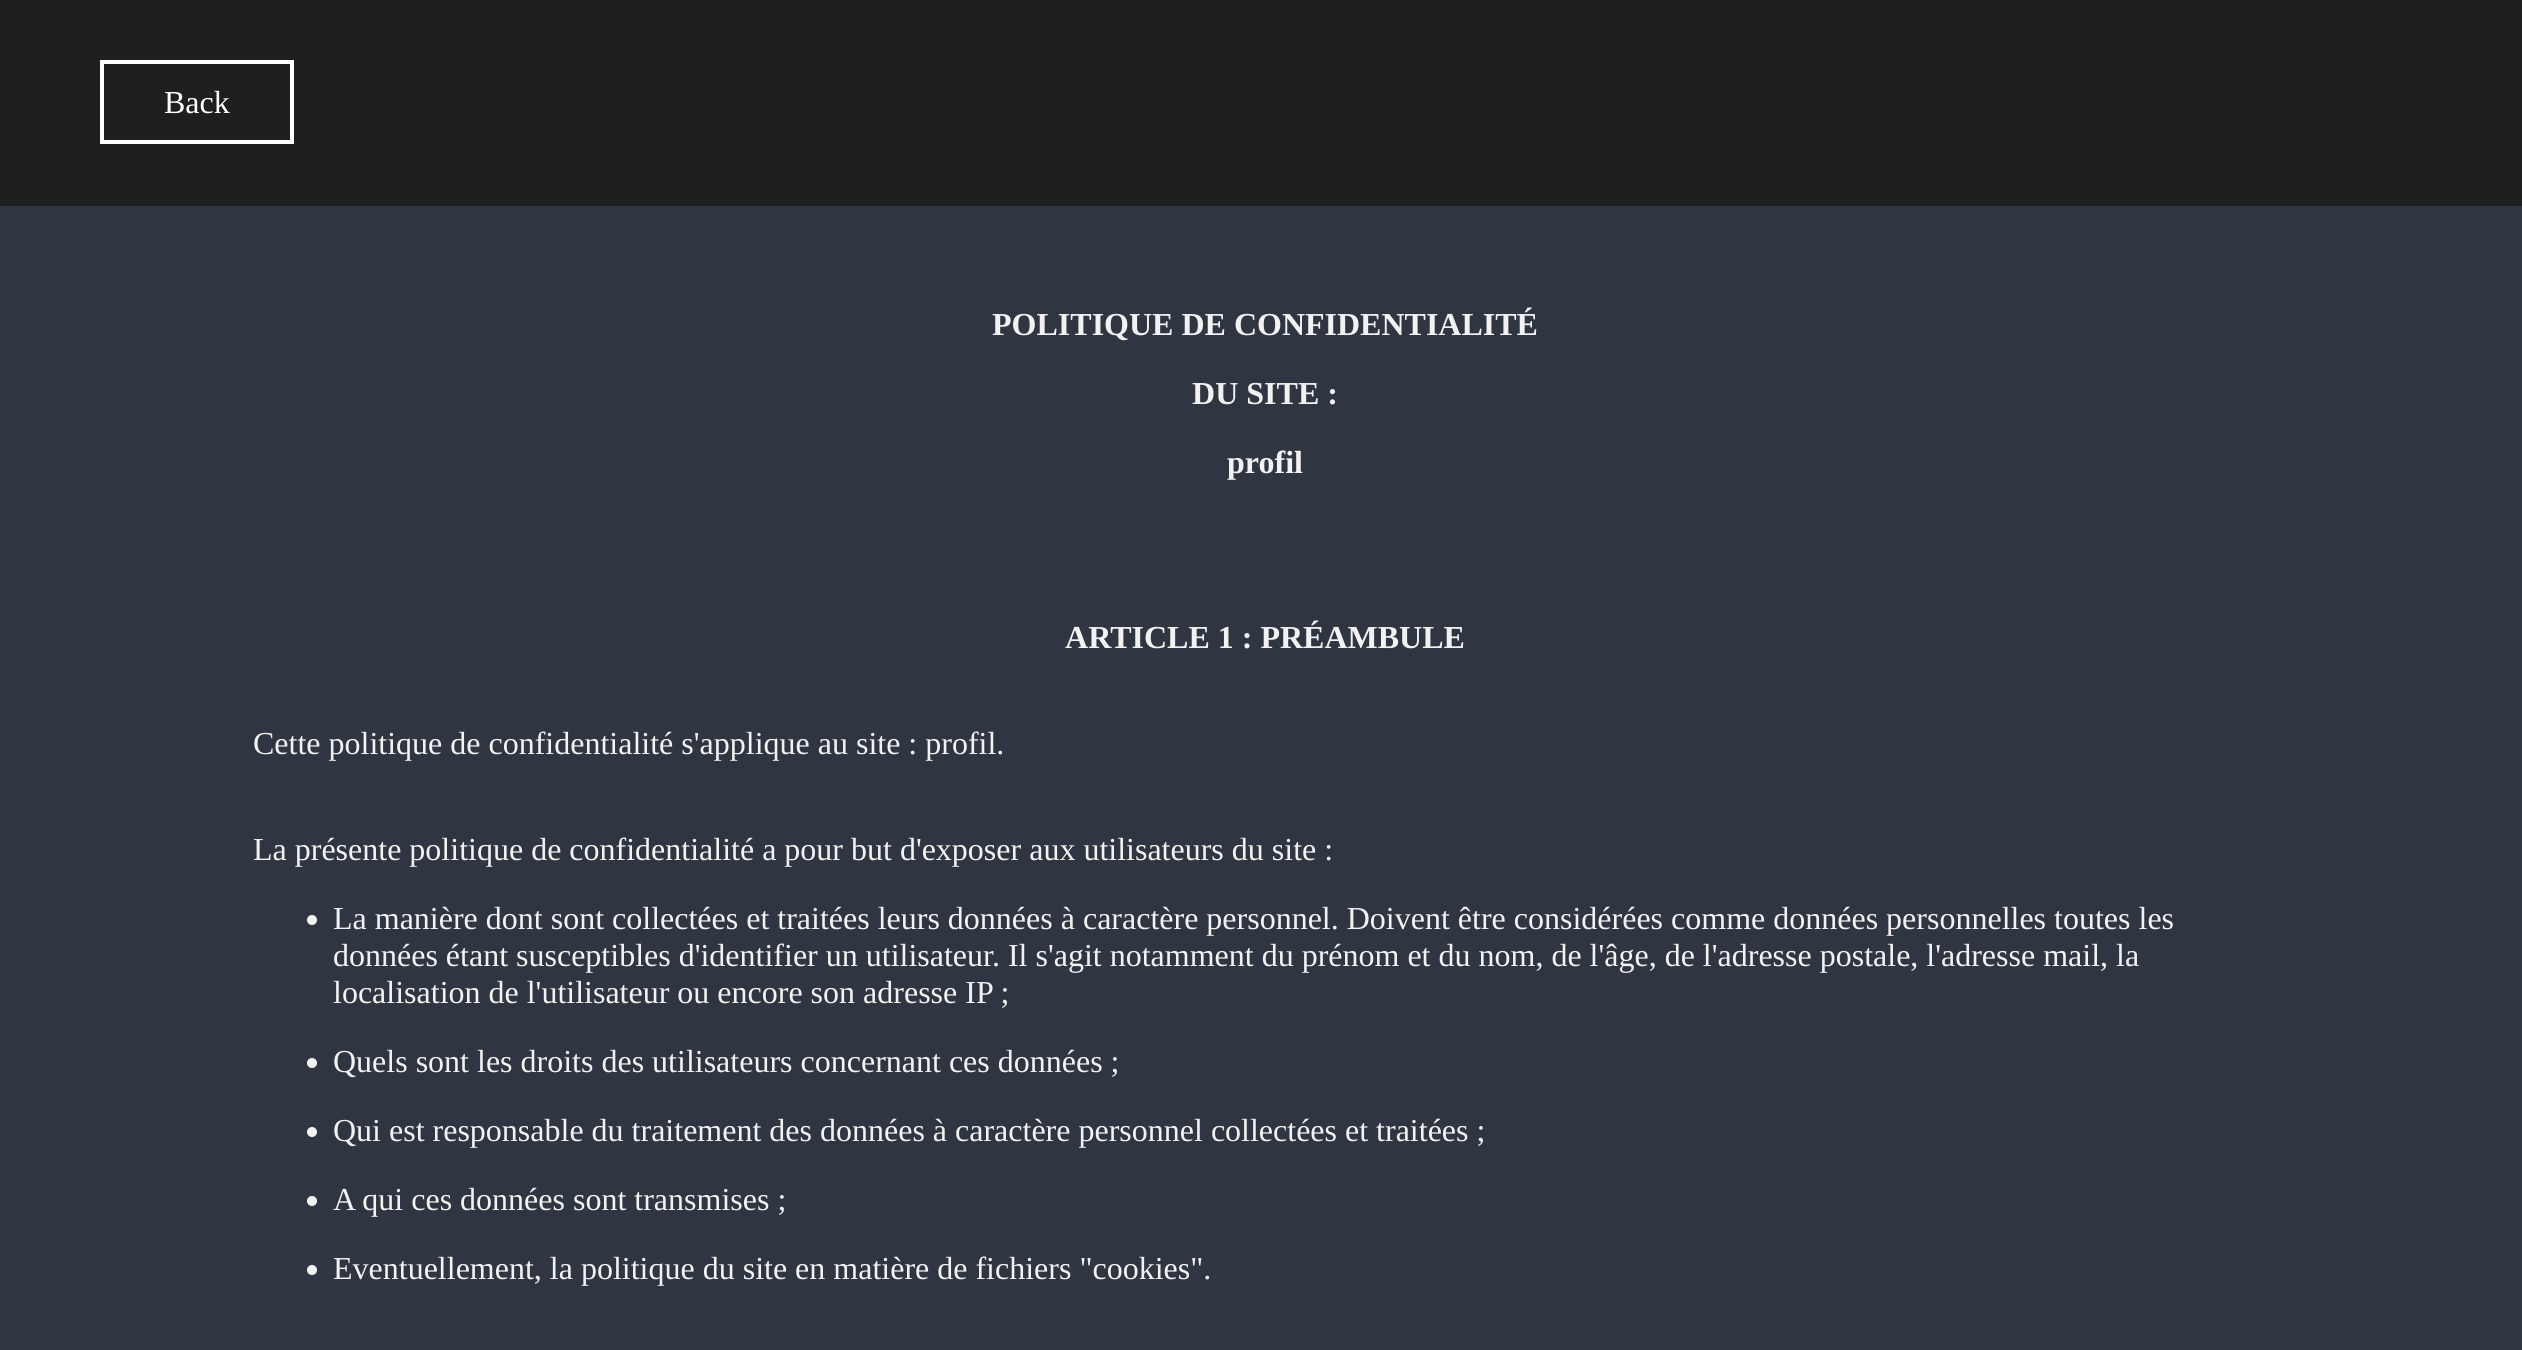 Back
POLITIQUE DE CONFIDENTIALITÉ
DU SITE :
profil
ARTICLE 1 : PRÉAMBULE
Cette politique de confidentialité s'applique au site : profil.
La présente politique de confidentialité a pour but d'exposer aux utilisateurs du site :
• La manière dont sont collectées et traitées leurs données à caractère personnel. Doivent être considérées comme données personnelles toutes les
données étant susceptibles d'identifier un utilisateur. Il s'agit notamment du prénom et du nom, de l'âge, de l'adresse postale, l'adresse mail, la
localisation de l'utilisateur ou encore son adresse IP ;
• Quels sont les droits des utilisateurs concernant ces données ;
• Qui est responsable du traitement des données à caractère personnel collectées et traitées ;
• A qui ces données sont transmises ;
• Eventuellement, la politique du site en matière de fichiers "cookies".